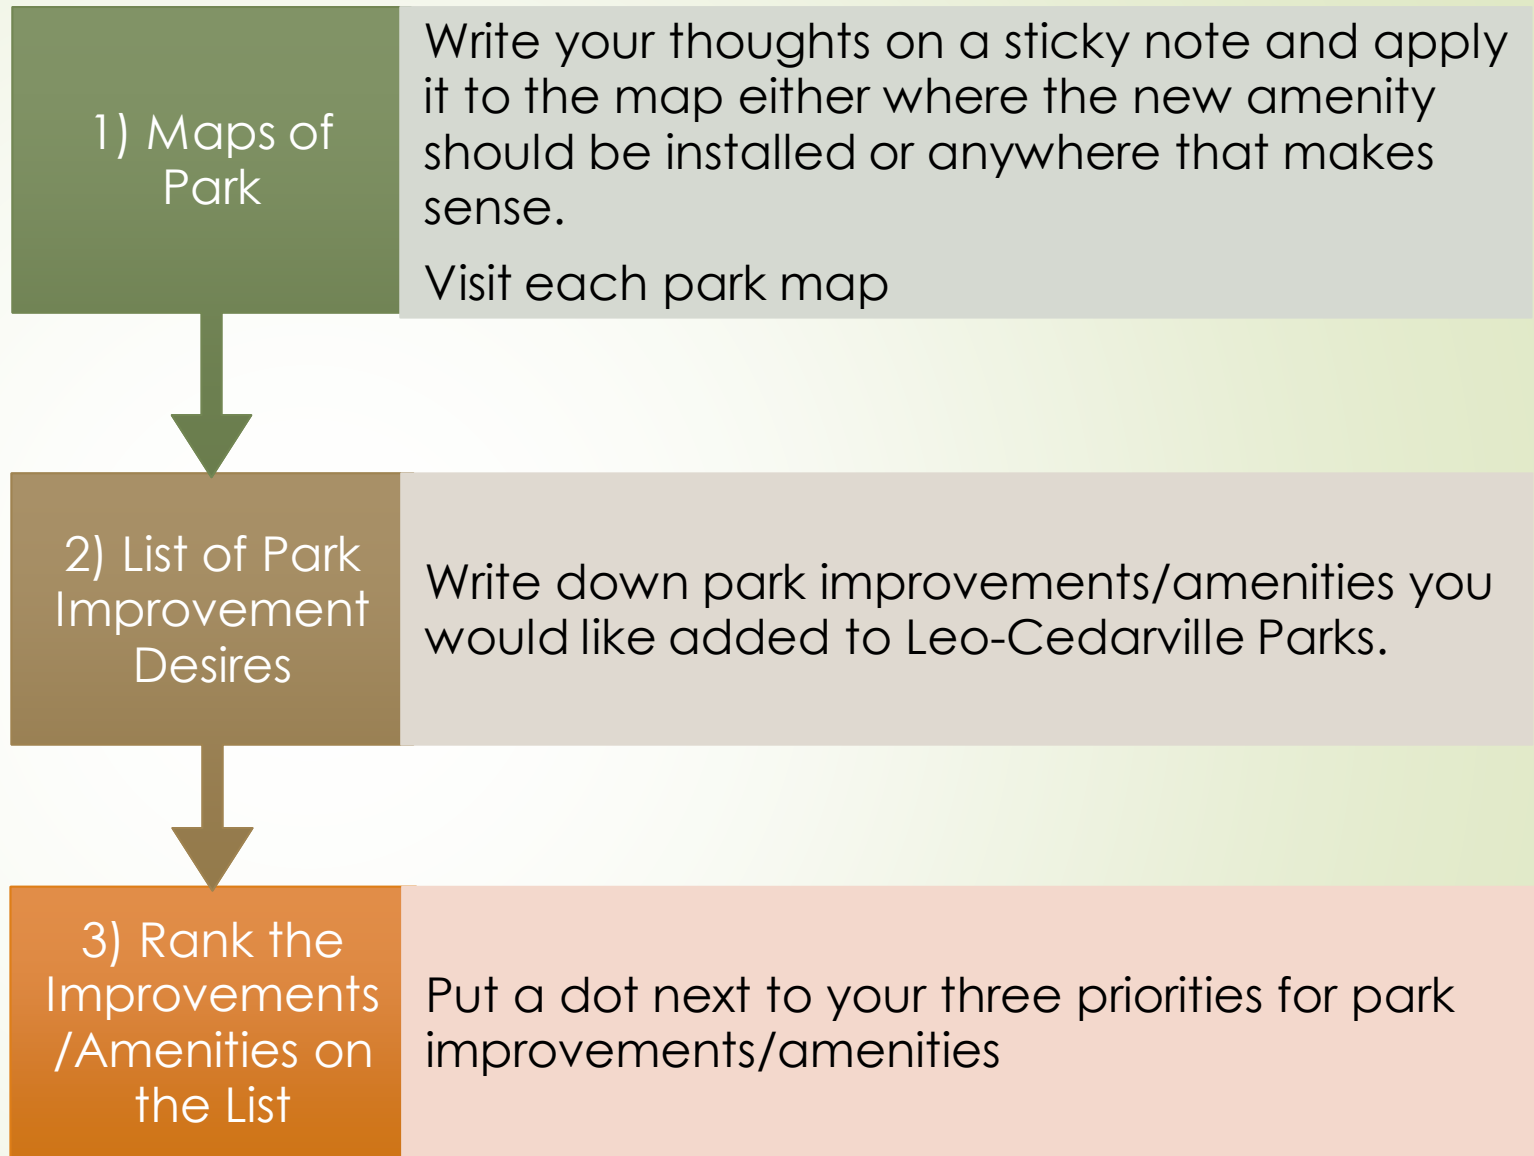 1) Maps of
Park
Write your thoughts on a sticky note and apply
it to the map either where the new amenity
should be installed or anywhere that makes
sense.
Visit each park map
2) List of Park
Improvement
Desires
Write down park improvements/amenities you
would like added to Leo-Cedarville Parks.
3) Rank the
Improvements
/Amenities on
the List
Put a dot next to your three priorities for park
improvements/amenities